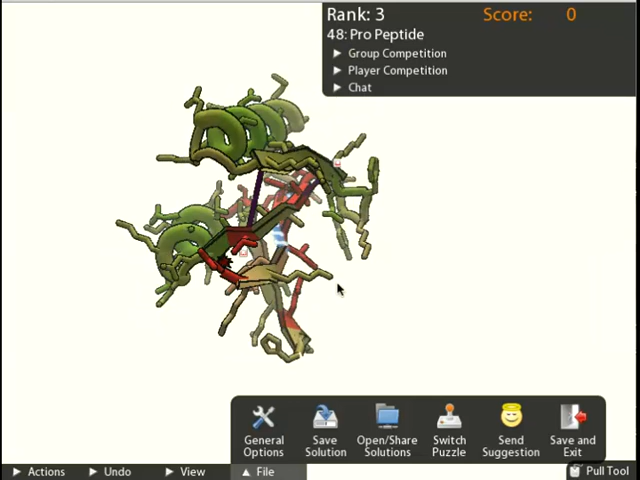 Rank: 3 Score: 0
48: Pro Peptide
Group Competition
Player Competition
Chat
General Options
Save Solution
Open/Share Solutions
Switch Puzzle
Send Suggestion
Save and Exit
Actions Undo View File Pull Tool